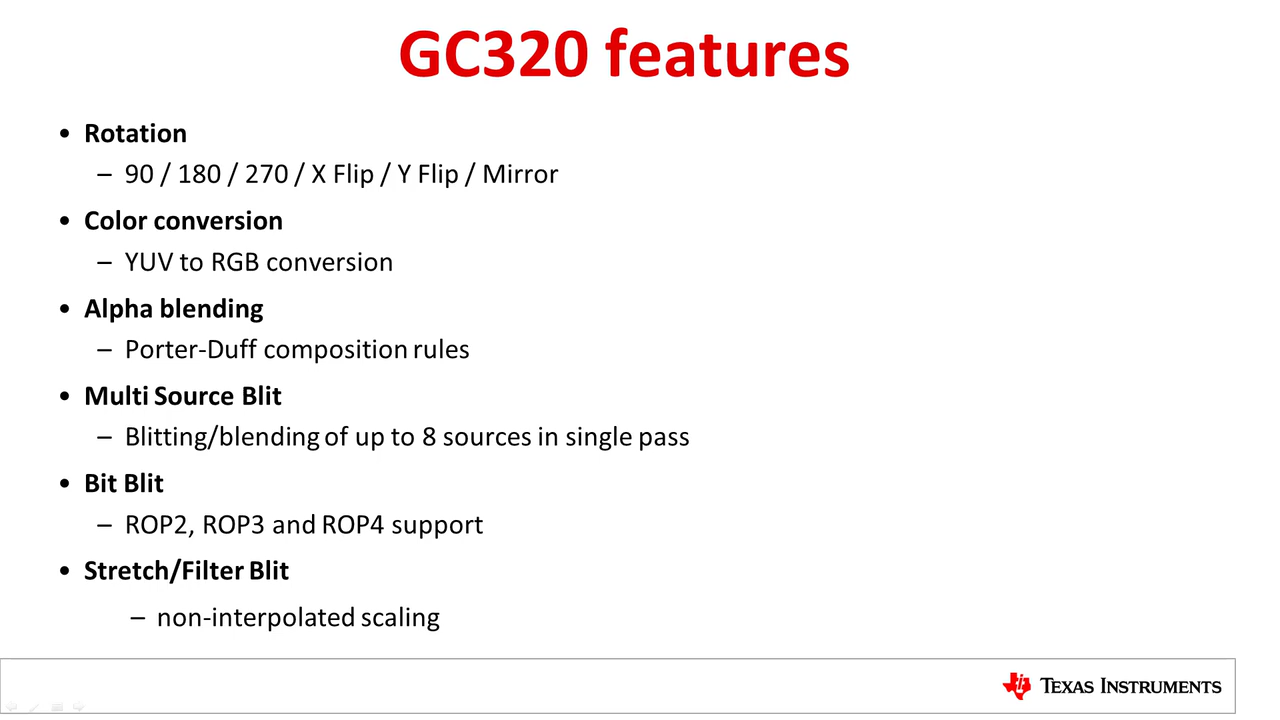 GC320 features
• Rotation
– 90 / 180 / 270 / X Flip / Y Flip / Mirror
• Color conversion
– YUV to RGB conversion
• Alpha blending
– Porter-Duff composition rules
• Multi Source Blit
– Blitting/blending of up to 8 sources in single pass
• Bit Blit
– ROP2, ROP3 and ROP4 support
• Stretch/Filter Blit
– non-interpolated scaling
TEXAS INSTRUMENTS